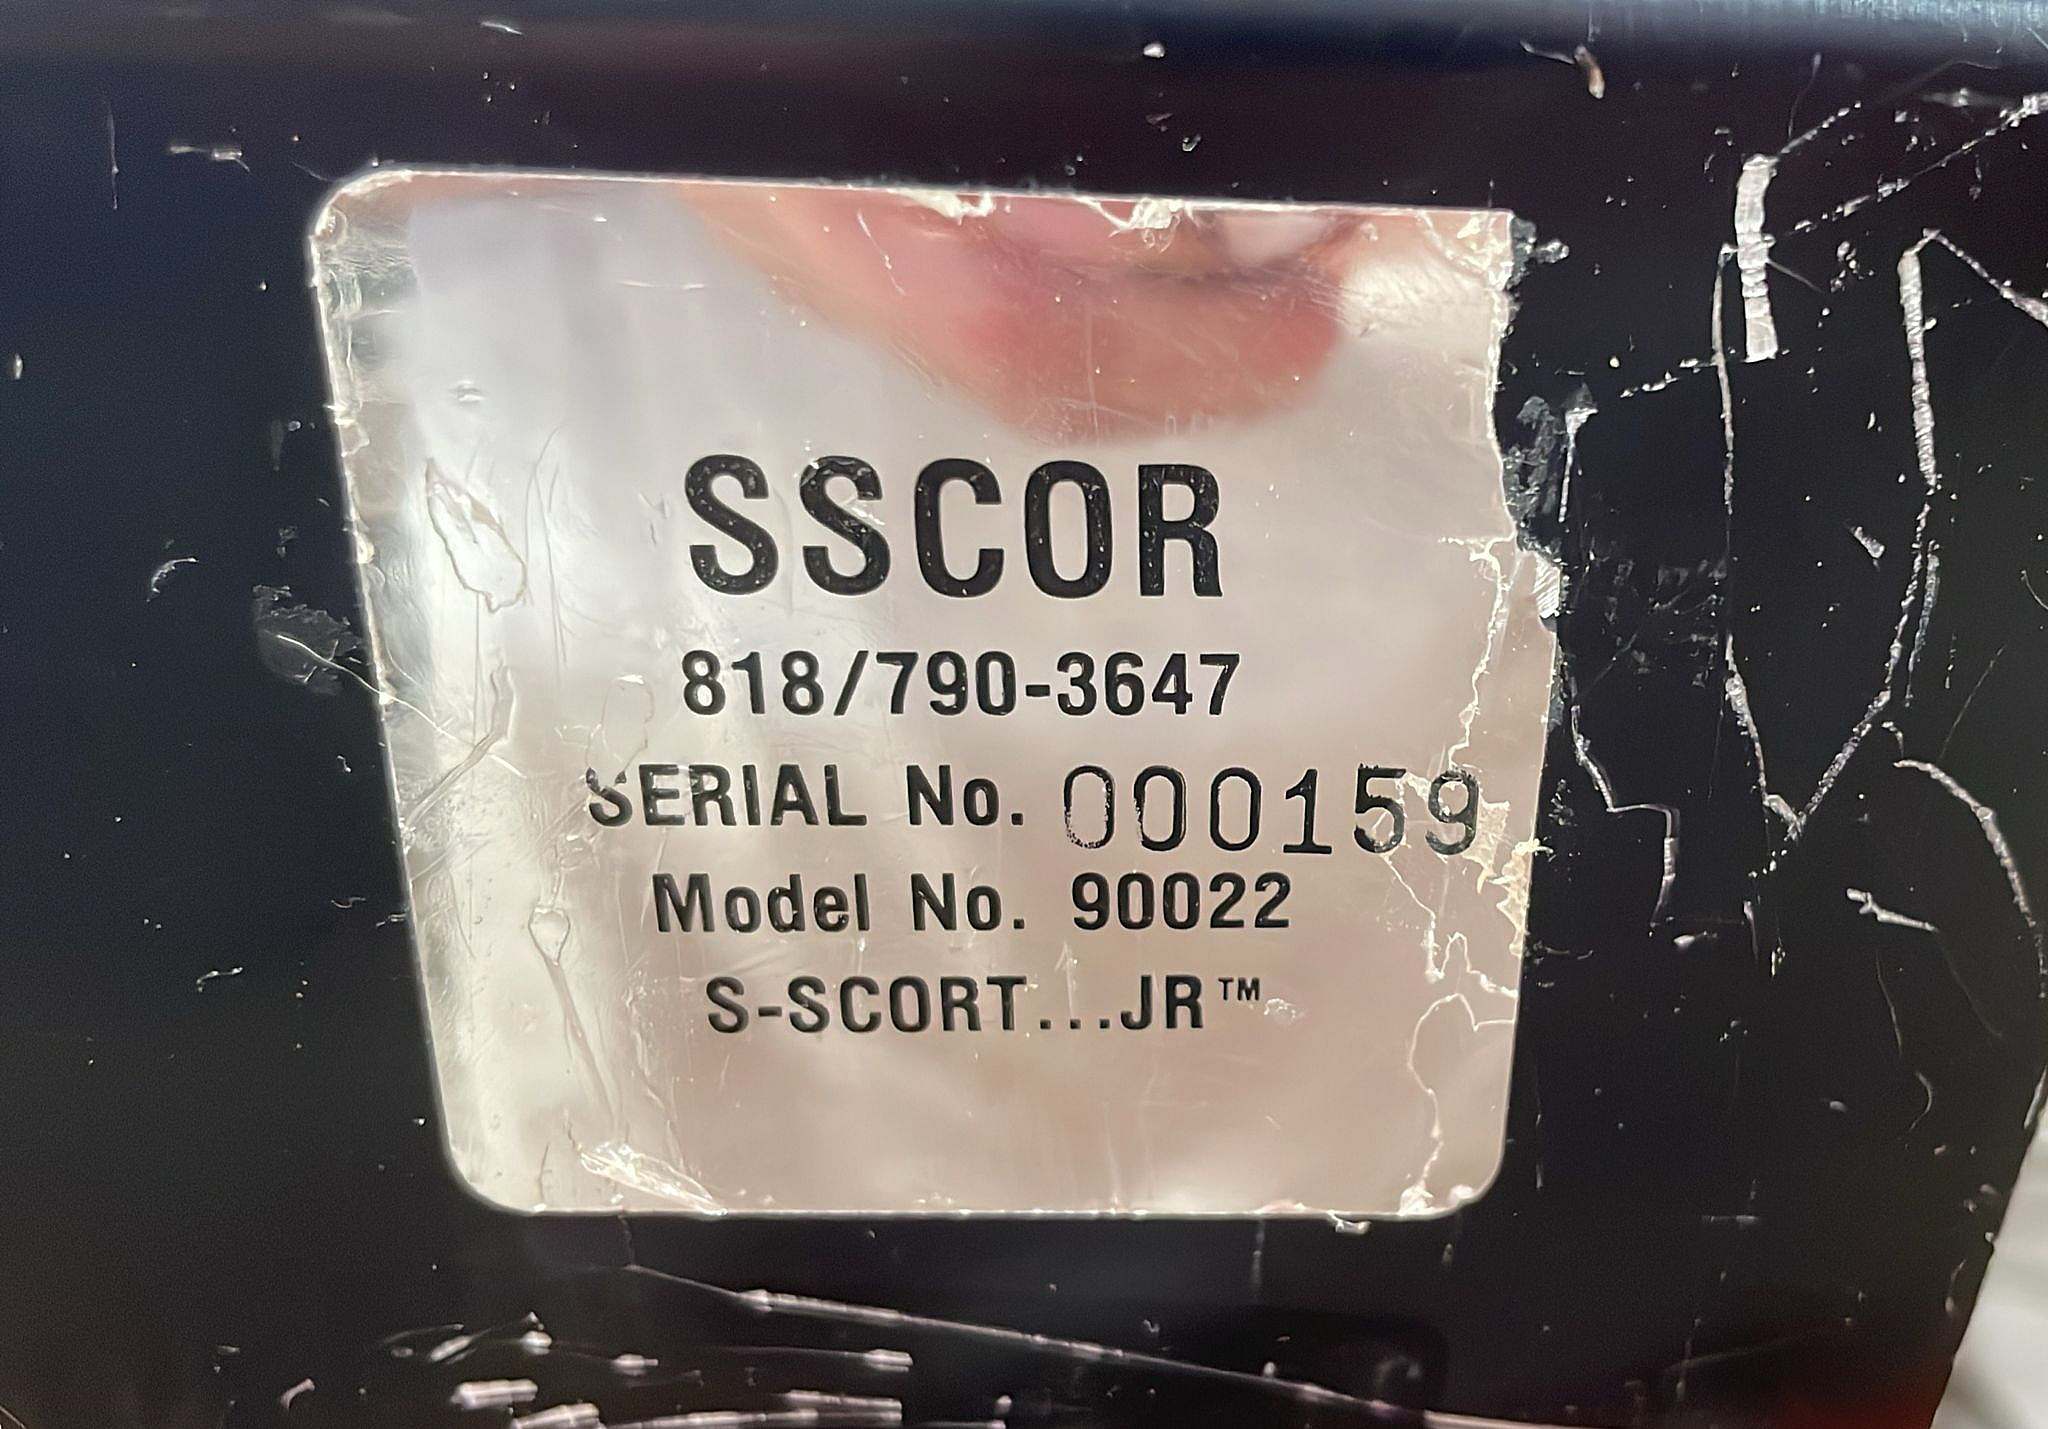 SSCOR
818/790-3647
SERIAL No. 000159
Model No. 90022
S-SCORT...JR™